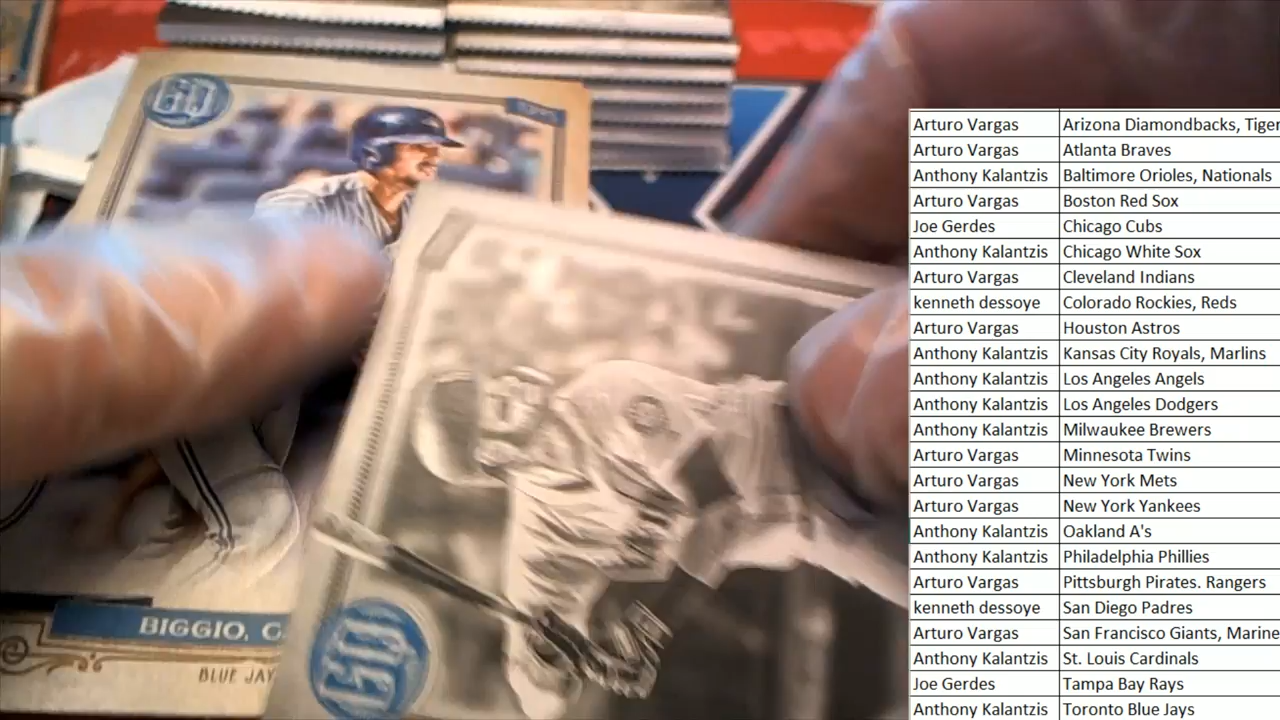 GQ
TOPPS
BIGGIO, C.
BLUE JAY
GQ
Arturo Vargas Arizona Diamondbacks, Tiger
Arturo Vargas Atlanta Braves
Anthony Kalantzis Baltimore Orioles, Nationals
Arturo Vargas Boston Red Sox
Joe Gerdes Chicago Cubs
Anthony Kalantzis Chicago White Sox
Arturo Vargas Cleveland Indians
kenneth dessoye Colorado Rockies, Reds
Arturo Vargas Houston Astros
Anthony Kalantzis Kansas City Royals, Marlins
Anthony Kalantzis Los Angeles Angels
Anthony Kalantzis Los Angeles Dodgers
Anthony Kalantzis Milwaukee Brewers
Arturo Vargas Minnesota Twins
Arturo Vargas New York Mets
Arturo Vargas New York Yankees
Anthony Kalantzis Oakland A's
Anthony Kalantzis Philadelphia Phillies
Arturo Vargas Pittsburgh Pirates. Rangers
kenneth dessoye San Diego Padres
Arturo Vargas San Francisco Giants, Marine
Anthony Kalantzis St. Louis Cardinals
Joe Gerdes Tampa Bay Rays
Anthony Kalantzis Toronto Blue Jays